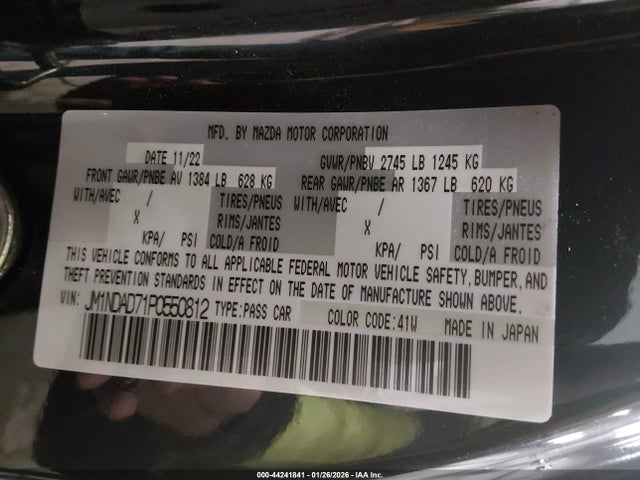 MFD. BY MAZDA MOTOR CORPORATION
DATE 11/22 GVWR/PNBV 2745 LB 1245 KG
FRONT GAWR/PNBE AV 1384 LB 628 KG REAR GAWR/PNBE AR 1367 LB 620 KG
WITH/AVEC / TIRES/PNEUS WITH/AVEC / TIRES/PNEUS
X RIMS/JANTES X RIMS/JANTES
KPA/ PSI COLD/A FROID KPA/ PSI COLD/A FROID
THIS VEHICLE CONFORMS TO ALL APPLICABLE FEDERAL MOTOR VEHICLE SAFETY, BUMPER, AND
THEFT PREVENTION STANDARDS IN EFFECT ON THE DATE OF MANUFACTURE SHOWN ABOVE.
VIN: JM1NDAD71P0550812 TYPE:PASS CAR COLOR CODE:41W MADE IN JAPAN
000-44241841 - 01/26/2026 - IAA Inc.